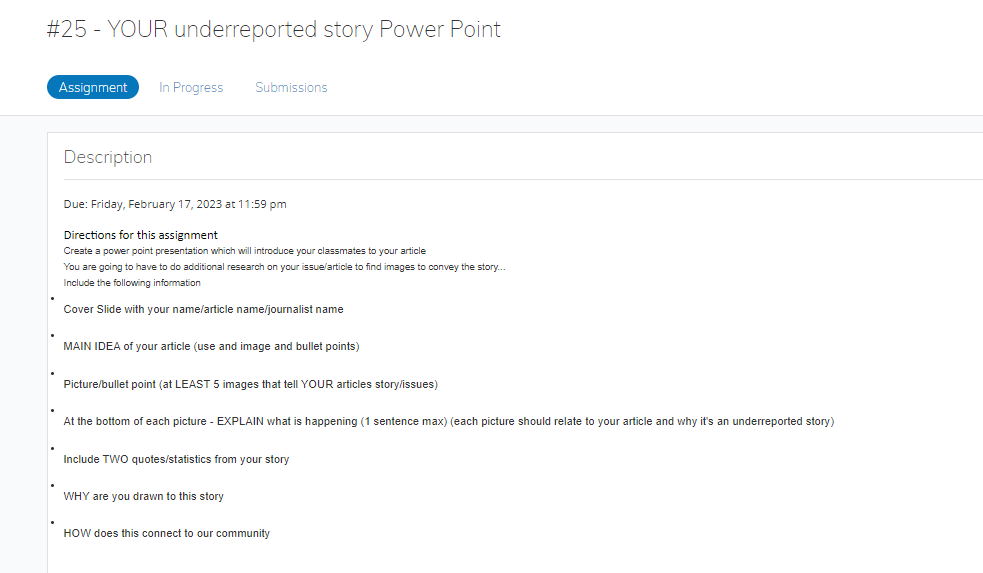 #25 - YOUR underreported story Power Point
Assignment In Progress Submissions
Description
Due: Friday, February 17, 2023 at 11:59 pm
Directions for this assignment
Create a power point presentation which will introduce your classmates to your article
You are going to have to do additional research on your issue/article to find images to convey the story...
Include the following information
• Cover Slide with your name/article name/journalist name
• MAIN IDEA of your article (use and image and bullet points)
• Picture/bullet point (at LEAST 5 images that tell YOUR articles story/issues)
• At the bottom of each picture - EXPLAIN what is happening (1 sentence max) (each picture should relate to your article and why it's an underreported story)
• Include TWO quotes/statistics from your story
• WHY are you drawn to this story
• HOW does this connect to our community